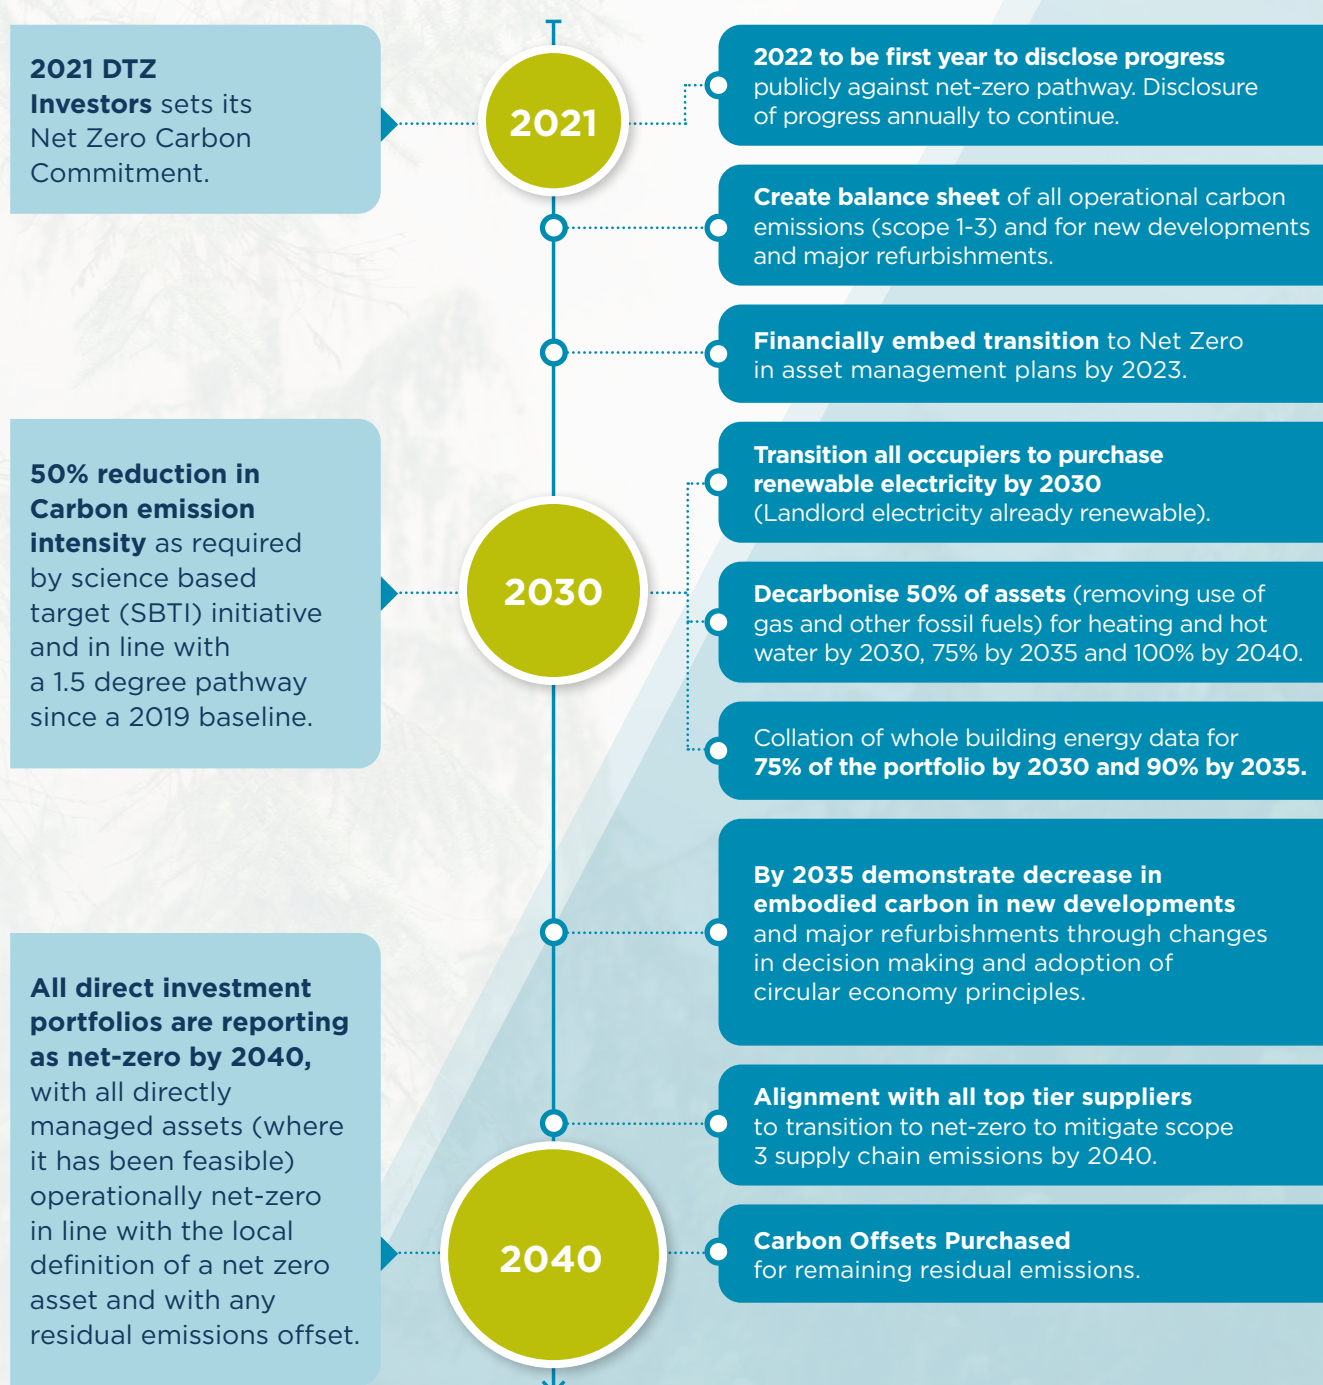 2021 DTZ
Investors sets its
Net Zero Carbon
Commitment.
2021
2022 to be first year to disclose progress
publicly against net-zero pathway. Disclosure
of progress annually to continue.
Create balance sheet of all operational carbon
emissions (scope 1-3) and for new developments
and major refurbishments.
Financially embed transition to Net Zero
in asset management plans by 2023.
50% reduction in
Carbon emission
intensity as required
by science based
target (SBTI) initiative
and in line with
a 1.5 degree pathway
since a 2019 baseline.
2030
Transition all occupiers to purchase
renewable electricity by 2030
(Landlord electricity already renewable).
Decarbonise 50% of assets (removing use of
gas and other fossil fuels) for heating and hot
water by 2030, 75% by 2035 and 100% by 2040.
Collation of whole building energy data for
75% of the portfolio by 2030 and 90% by 2035.
By 2035 demonstrate decrease in
embodied carbon in new developments
and major refurbishments through changes
in decision making and adoption of
circular economy principles.
All direct investment
portfolios are reporting
as net-zero by 2040,
with all directly
managed assets (where
it has been feasible)
operationally net-zero
in line with the local
definition of a net zero
asset and with any
residual emissions offset.
2040
Alignment with all top tier suppliers
to transition to net-zero to mitigate scope
3 supply chain emissions by 2040.
Carbon Offsets Purchased
for remaining residual emissions.